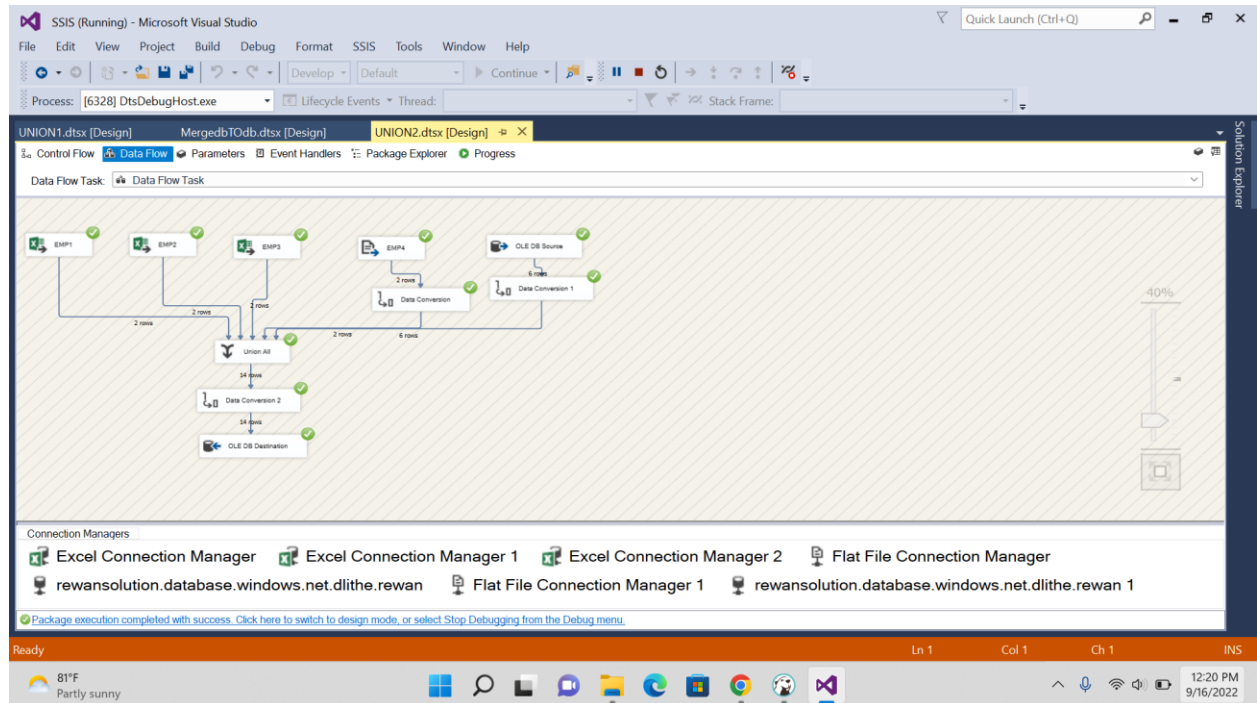 SSIS (Running) - Microsoft Visual Studio
Quick Launch (Ctrl+Q)
File Edit View Project Build Debug Format SSIS Tools Window Help
Develop Default Continue
Process: [6328] DtsDebugHost.exe Lifecycle Events Thread: Stack Frame:
UNION1.dtsx [Design] MergedbTOdb.dtsx [Design] UNION2.dtsx [Design]
Solution Explorer
Control Flow Data Flow Parameters Event Handlers Package Explorer Progress
Data Flow Task: Data Flow Task
EMP1 EMP2 EMP3 EMP4 OLE DB Source
2 rows 6 rows
Data Conversion Data Conversion 1
40%
2 rows 2 rows 2 rows 2 rows 6 rows
Union All
14 rows
Data Conversion 2
14 rows
OLE DB Destination
Connection Managers
Excel Connection Manager Excel Connection Manager 1 Excel Connection Manager 2 Flat File Connection Manager
rewansolution.database.windows.net.dlithe.rewan Flat File Connection Manager 1 rewansolution.database.windows.net.dlithe.rewan 1
Package execution completed with success. Click here to switch to design mode, or select Stop Debugging from the Debug menu.
Ready Ln 1 Col 1 Ch 1 INS
81°F
Partly sunny
12:20 PM
9/16/2022